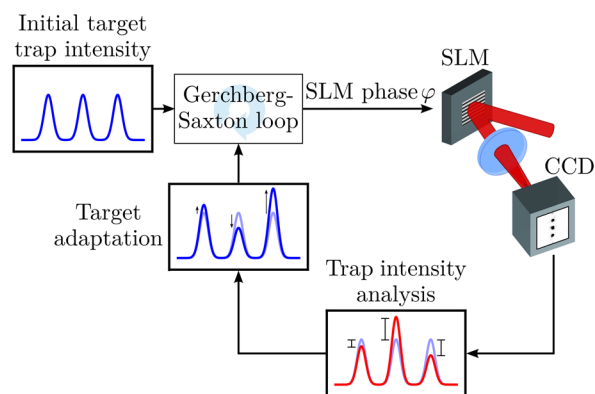 Initial target
trap intensity
Gerchberg-
Saxton loop
SLM phase φ
SLM
CCD
Target
adaptation
Trap intensity
analysis